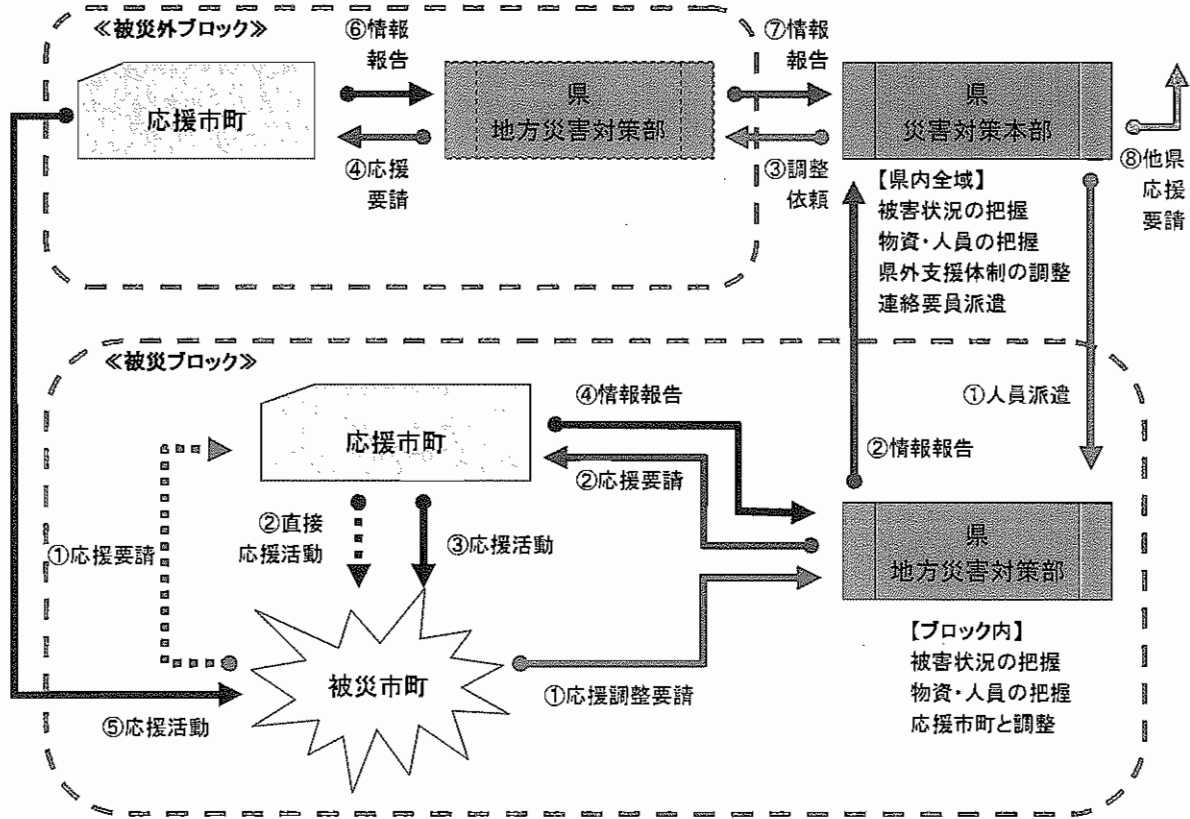 ≪被災外ブロック≫
⑥情報
報告
⑦情報
報告
応援市町
県
地方災害対策部
県
災害対策本部
④応援
要請
③調整
依頼
⑧他県
応援
要請
【県内全域】
被害状況の把握
物資・人員の把握
県外支援体制の調整
連絡要員派遣
≪被災ブロック≫
④情報報告
①人員派遣
応援市町
②応援要請
②情報報告
②直接
応援活動
③応援活動
①応援要請
県
地方災害対策部
【ブロック内】
被害状況の把握
物資・人員の把握
応援市町と調整
被災市町
①応援調整要請
⑤応援活動